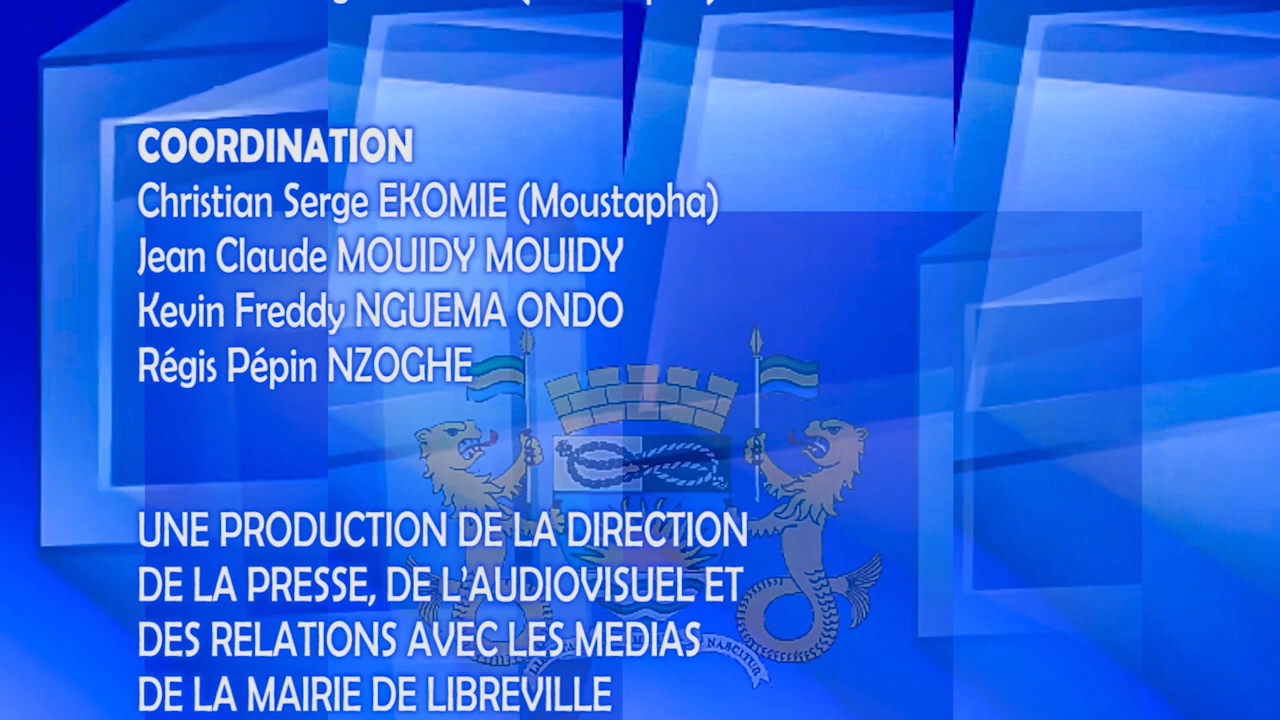 COORDINATION
Christian Serge EKOMIE (Moustapha)
Jean Claude MOUIDY MOUIDY
Kevin Freddy NGUEMA ONDO
Régis Pépin NZOGHE
UNE PRODUCTION DE LA DIRECTION
DE LA PRESSE, DE L'AUDIOVISUEL ET
DES RELATIONS AVEC LES MEDIAS
DE LA MAIRIE DE LIBREVILLE
NASCITUR